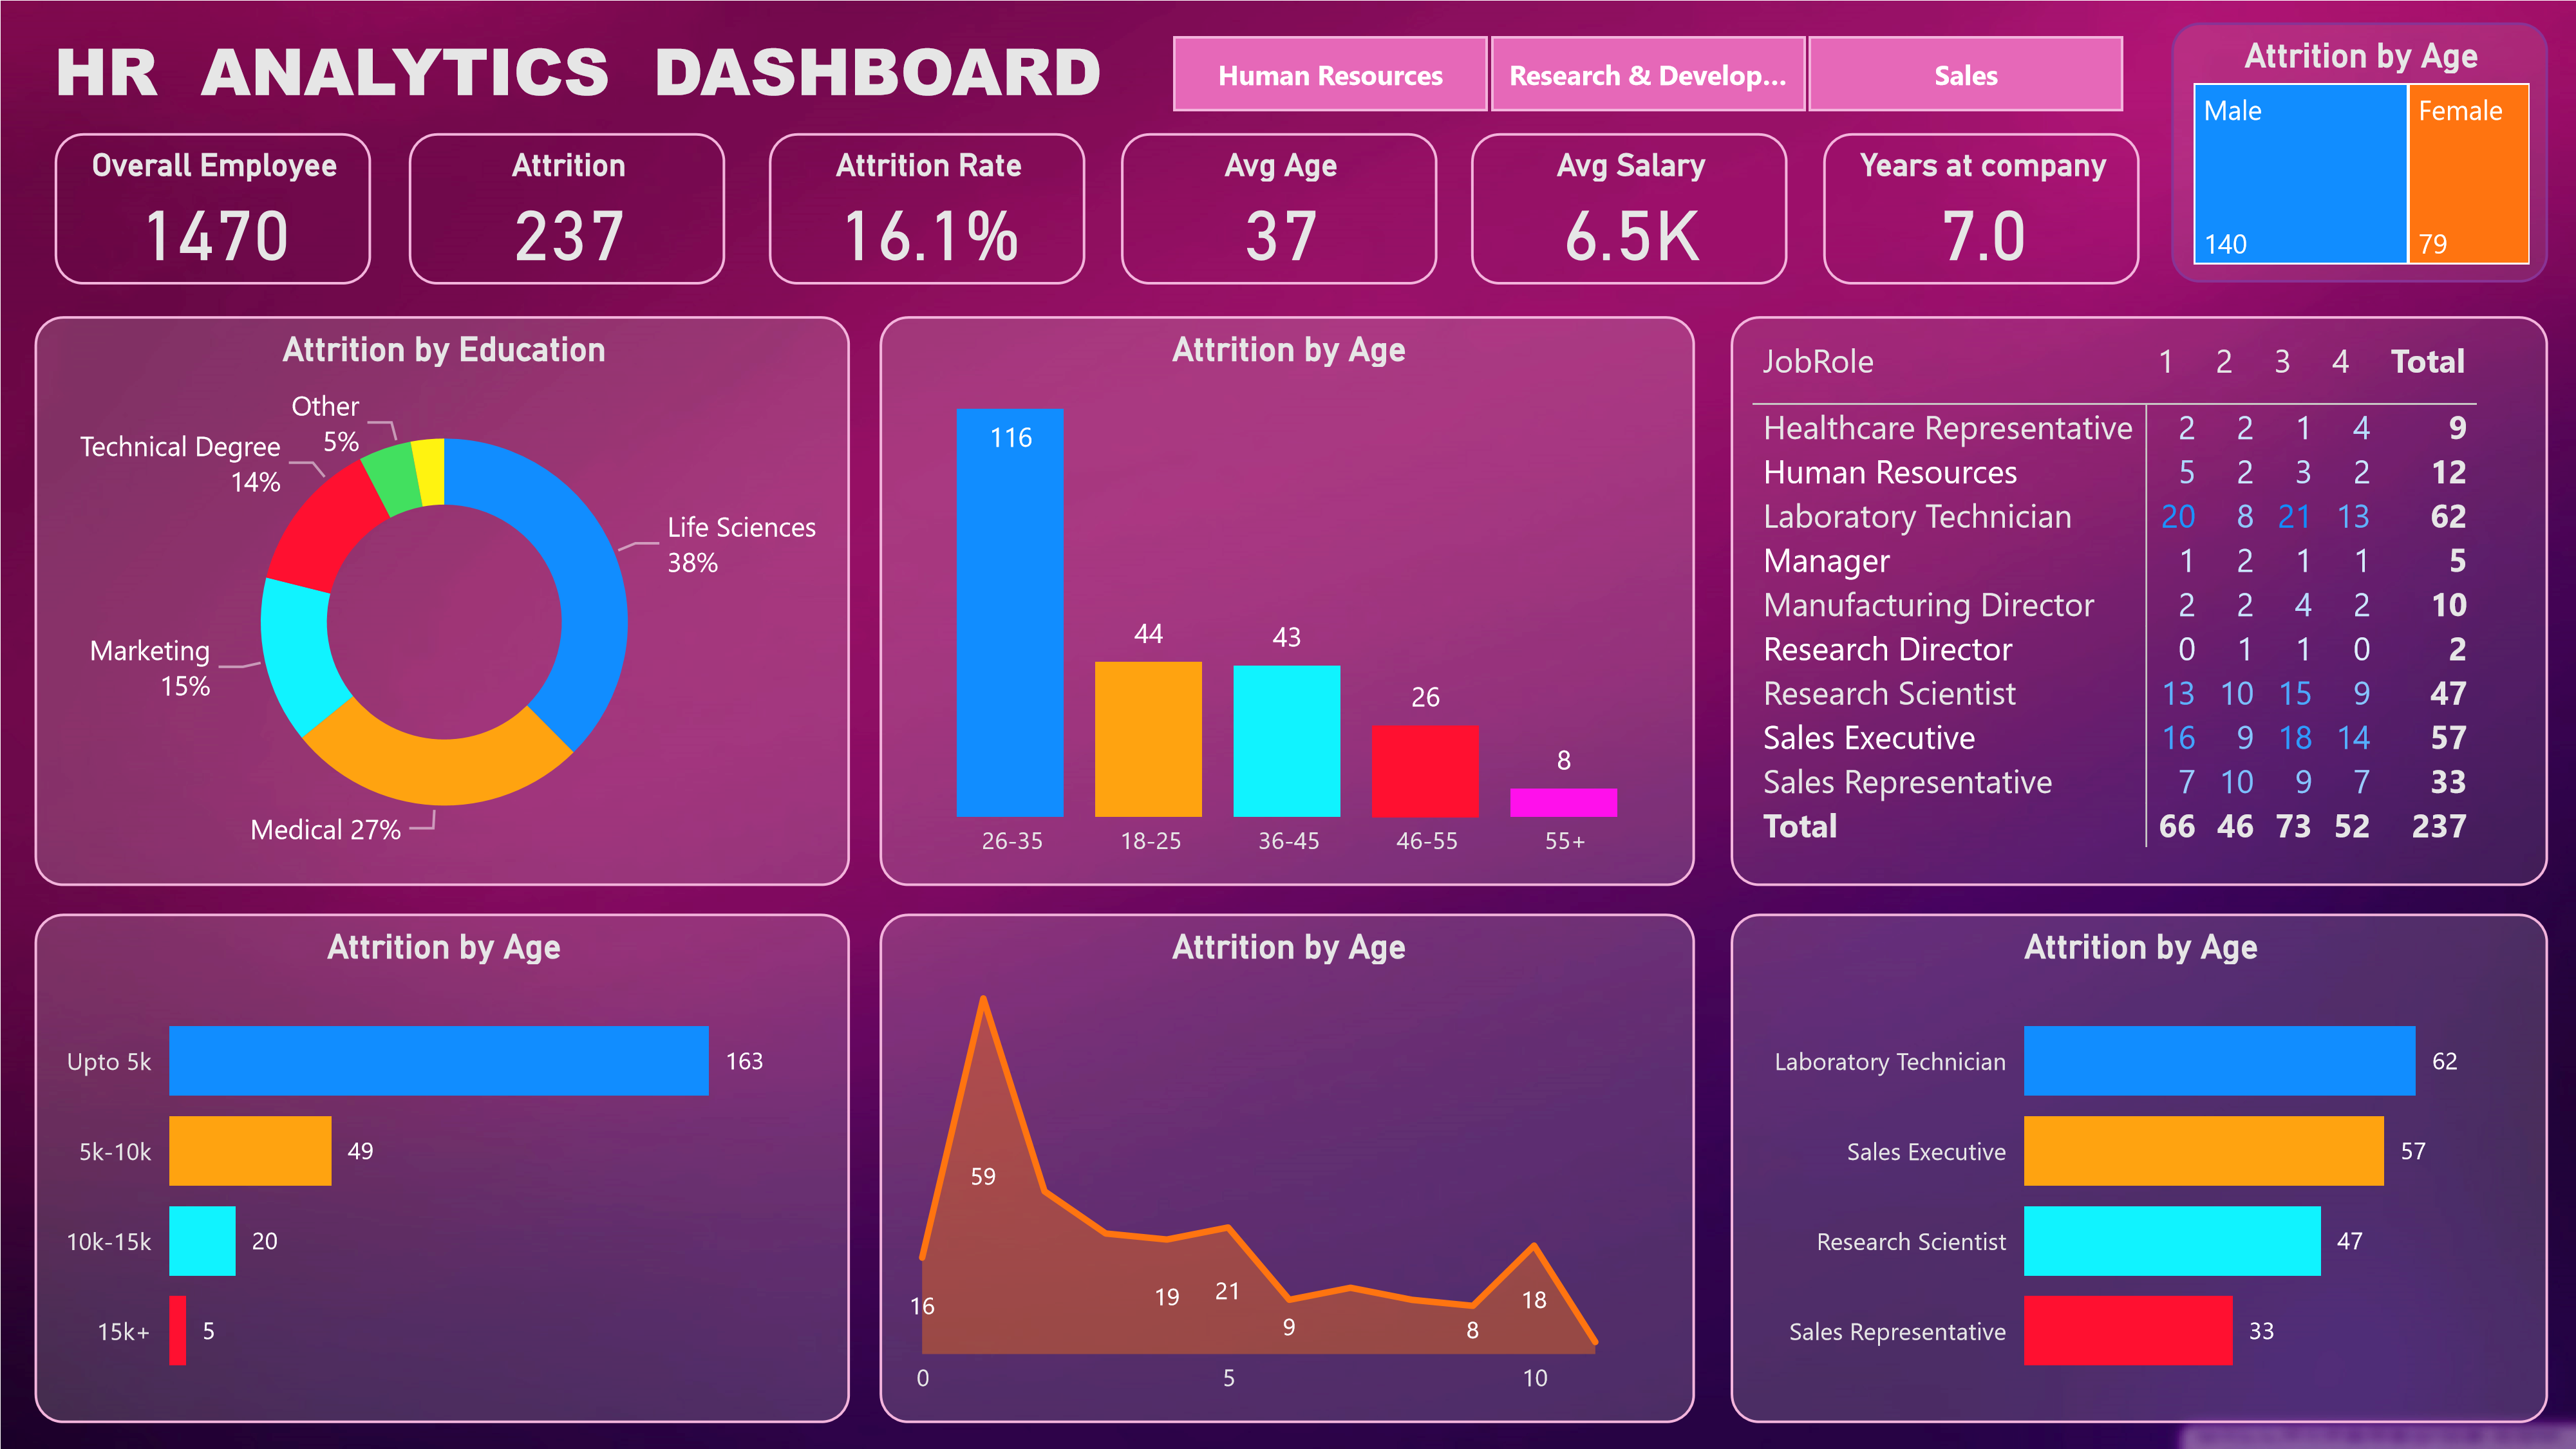 HR ANALYTICS DASHBOARD
Human Resources
Research & Develop...
Sales
Attrition by Age
Male
Female
140
79
Overall Employee
1470
Attrition
237
Attrition Rate
16.1%
Avg Age
37
Avg Salary
6.5K
Years at company
7.0
Attrition by Education
Other
5%
Technical Degree
14%
Life Sciences
38%
Marketing
15%
Medical 27%
Attrition by Age
116
44
43
26
8
26-35 18-25 36-45 46-55 55+
JobRole 1 2 3 4 Total
Healthcare Representative 2 2 1 4 9
Human Resources 5 2 3 2 12
Laboratory Technician 20 8 21 13 62
Manager 1 2 1 1 5
Manufacturing Director 2 2 4 2 10
Research Director 0 1 1 0 2
Research Scientist 13 10 15 9 47
Sales Executive 16 9 18 14 57
Sales Representative 7 10 9 7 33
Total 66 46 73 52 237
Attrition by Age
Upto 5k 163
5k-10k 49
10k-15k 20
15k+ 5
Attrition by Age
59
16
19
21
9
8
18
0 5 10
Attrition by Age
Laboratory Technician 62
Sales Executive 57
Research Scientist 47
Sales Representative 33